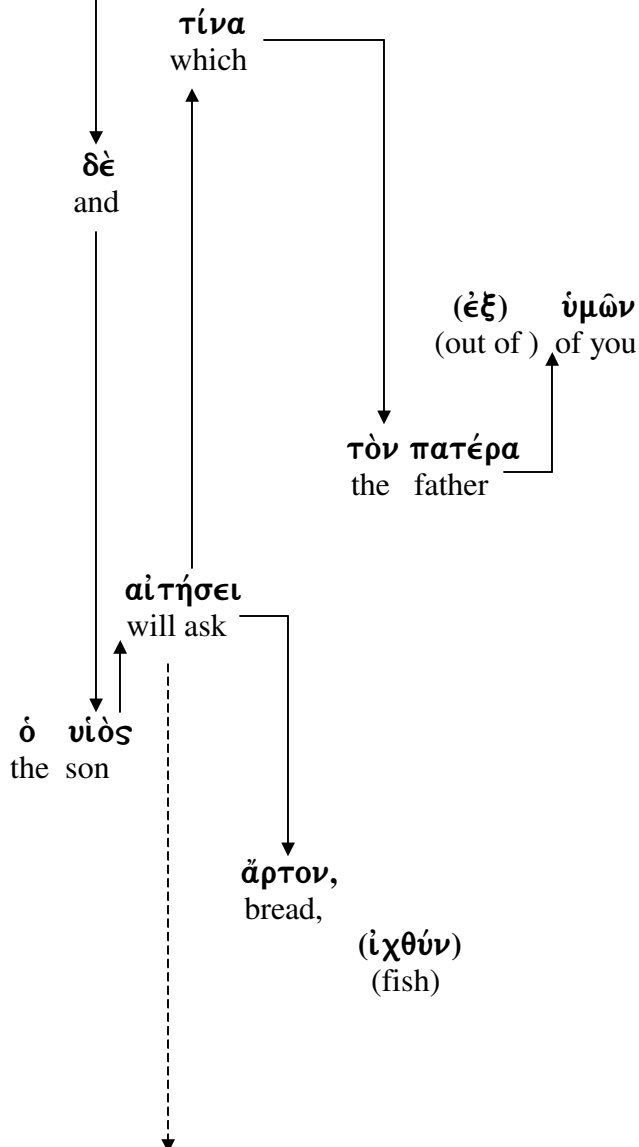 τίνα
which
δὲ
and
(ἐξ) ὑμῶν
(out of ) of you
τὸν πατέρα
the father
αἰτήσει
will ask
ὁ υἱὸς
the son
ἄρτον,
bread,
(ἰχθύν)
(fish)